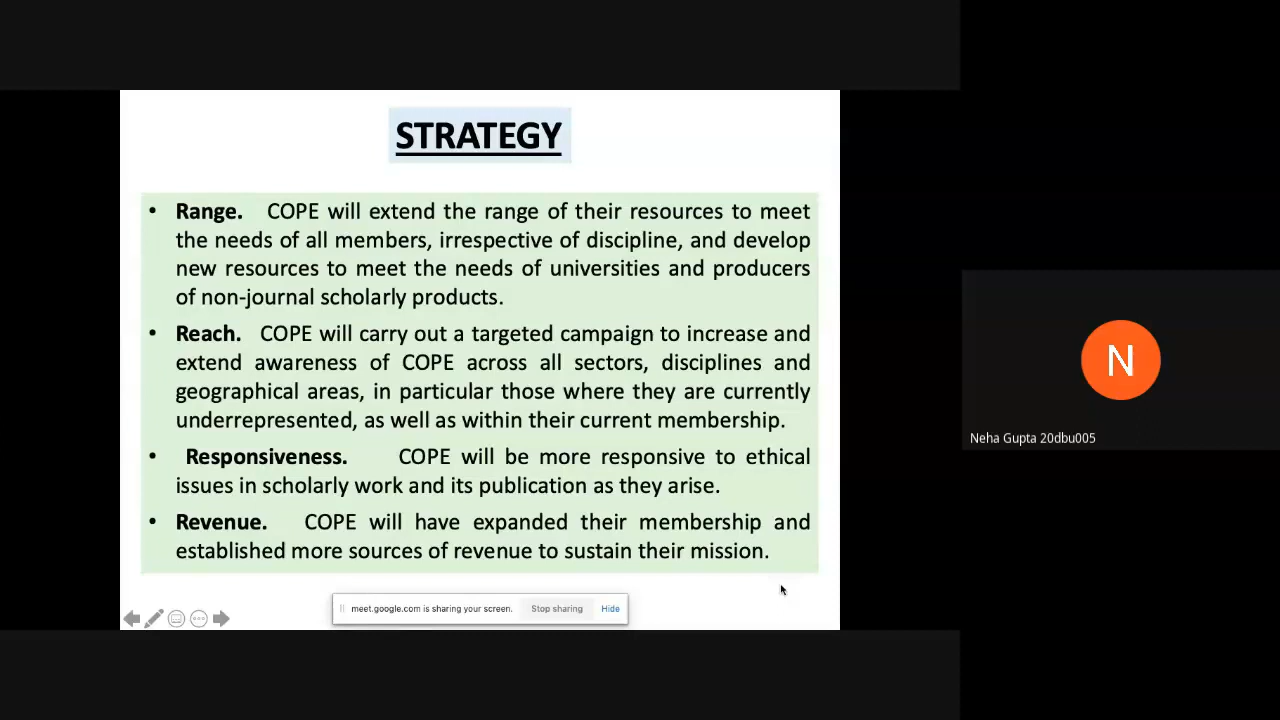 STRATEGY
• Range. COPE will extend the range of their resources to meet
the needs of all members, irrespective of discipline, and develop
new resources to meet the needs of universities and producers
of non-journal scholarly products.
• Reach. COPE will carry out a targeted campaign to increase and
extend awareness of COPE across all sectors, disciplines and
geographical areas, in particular those where they are currently
underrepresented, as well as within their current membership.
• Responsiveness. COPE will be more responsive to ethical
issues in scholarly work and its publication as they arise.
• Revenue. COPE will have expanded their membership and
established more sources of revenue to sustain their mission.
meet.google.com is sharing your screen. Stop sharing Hide
N
Neha Gupta 20dbu005